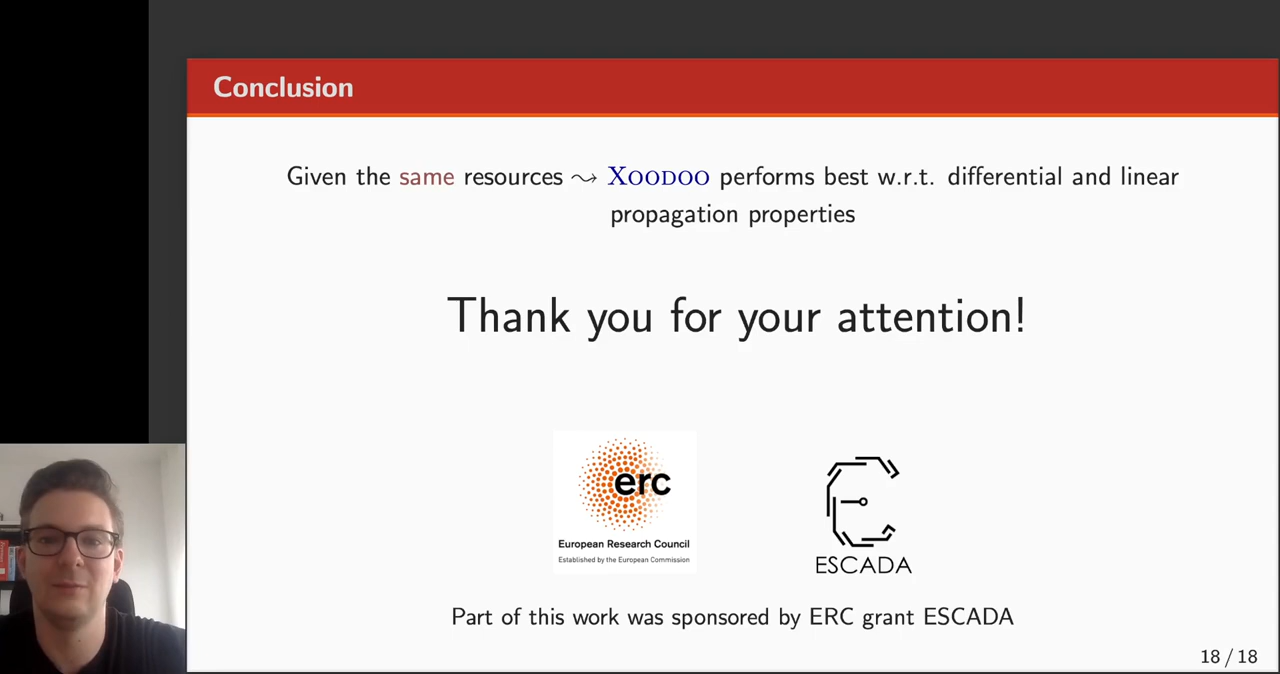 Conclusion
Given the same resources ⤳ XOODOO performs best w.r.t. differential and linear
propagation properties
Thank you for your attention!
erc
European Research Council
Established by the European Commission
ESCADA
Part of this work was sponsored by ERC grant ESCADA
18 / 18